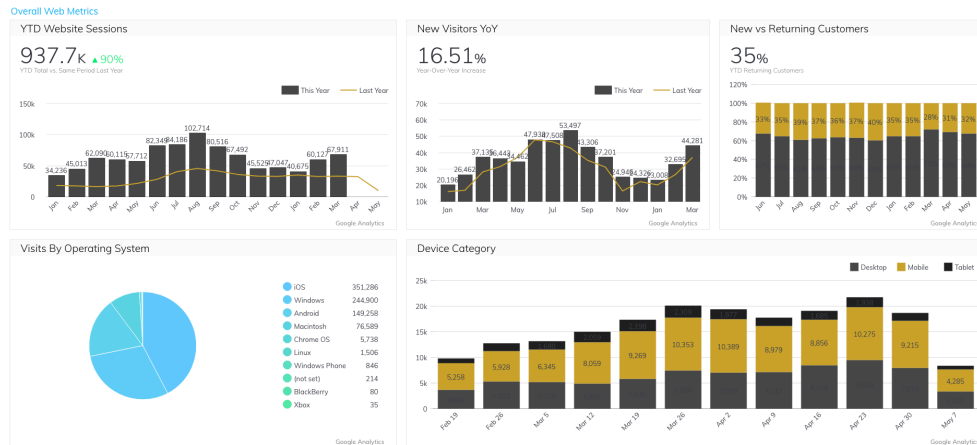 Overall Web Metrics
YTD Website Sessions
937.7K ▲90%
YTD Total vs. Same Period Last Year
This Year Last Year
150k
100k
50k
0
34,236 45,013 62,090 60,115 57,712 82,349 84,186 102,714 80,516 67,492 45,525 47,047 40,675 60,127 67,911
Jan Feb Mar Apr May Jun Jul Aug Sep Oct Nov Dec Jan Feb Mar Apr May
Google Analytics
New Visitors YoY
16.51%
Year-Over-Year Increase
This Year Last Year
70k
60k
50k
40k
30k
20k
10k
20,196 26,462 37,135 36,443 34,462 47,938 47,508 53,497 43,306 37,201 24,946 24,326 23,008 32,695 44,281
Jan Mar May Jul Sep Nov Jan Mar
Google Analytics
New vs Returning Customers
35%
YTD Returning Customers
120%
100%
80%
60%
40%
20%
0%
33% 35% 39% 37% 36% 37% 40% 35% 35% 28% 31% 32%
Jun Jul Aug Sep Oct Nov Dec Jan Feb Mar Apr May
Google Analytics
Visits By Operating System
iOS 351,286
Windows 244,900
Android 149,258
Macintosh 76,589
Chrome OS 5,738
Linux 1,506
Windows Phone 846
(not set) 214
BlackBerry 80
Xbox 35
Google Analytics
Device Category
Desktop Mobile Tablet
25k
20k
15k
10k
5k
0
5,258 5,928 6,345 8,059 9,269 10,353 10,389 8,979 8,856 10,275 9,215 4,285
Feb 19 Feb 26 Mar 5 Mar 12 Mar 19 Mar 26 Apr 2 Apr 9 Apr 16 Apr 23 Apr 30 May 7
Google Analytics